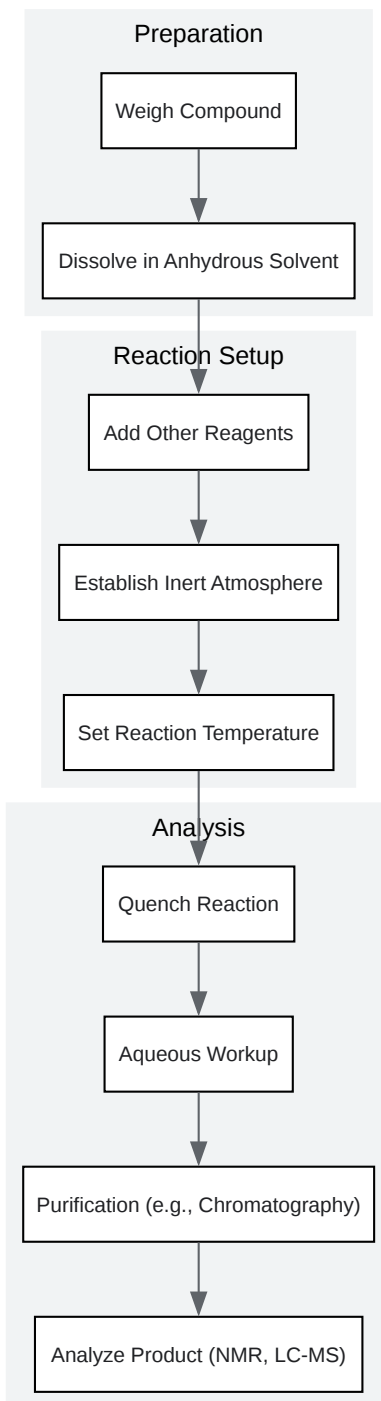 Preparation
Weigh Compound
Dissolve in Anhydrous Solvent
Reaction Setup
Add Other Reagents
Establish Inert Atmosphere
Set Reaction Temperature
Analysis
Quench Reaction
Aqueous Workup
Purification (e.g., Chromatography)
Analyze Product (NMR, LC-MS)